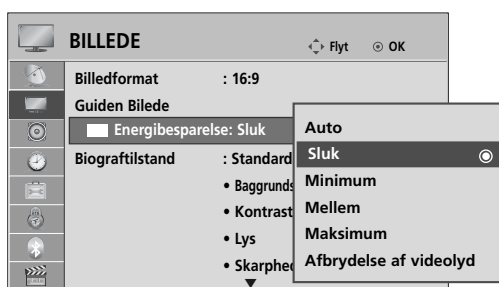 BILLEDE
Flyt OK
Billedformat : 16:9
Guiden Bilede
Energibesparelse: Sluk
Biograftilstand : Standard
• Baggrunds
• Kontrast
• Lys
• Skarphed
Auto
Sluk
Minimum
Mellem
Maksimum
Afbrydelse af videolyd